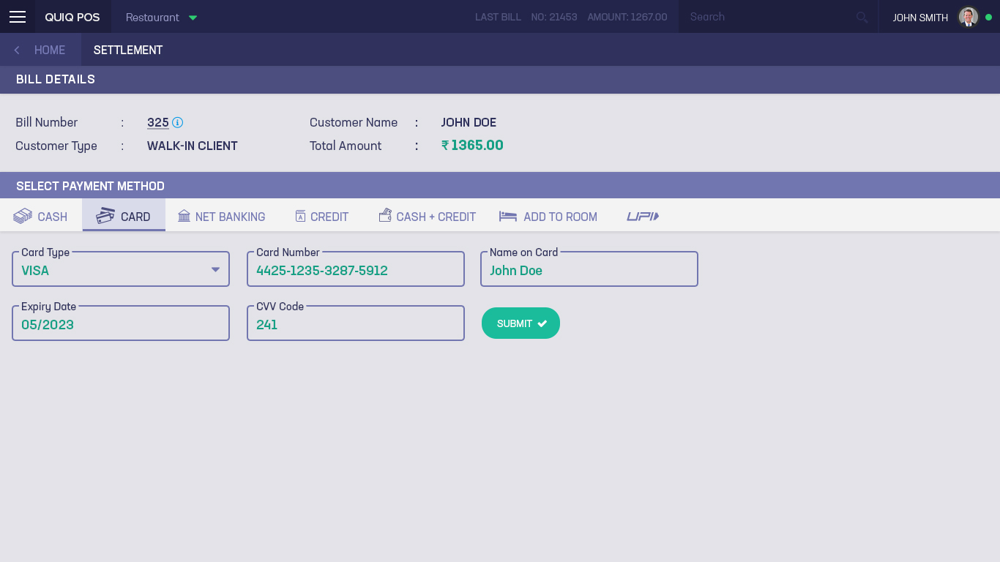 QUIQ POS Restaurant LAST BILL NO: 21453 AMOUNT: 1267.00 Search JOHN SMITH
HOME SETTLEMENT
BILL DETAILS
Bill Number : 325 Customer Name : JOHN DOE
Customer Type : WALK-IN CLIENT Total Amount : ₹ 1365.00
SELECT PAYMENT METHOD
CASH CARD NET BANKING CREDIT CASH + CREDIT ADD TO ROOM UPI
Card Type Card Number Name on Card
VISA 4425-1235-3287-5912 John Doe
Expiry Date CVV Code
05/2023 241 SUBMIT